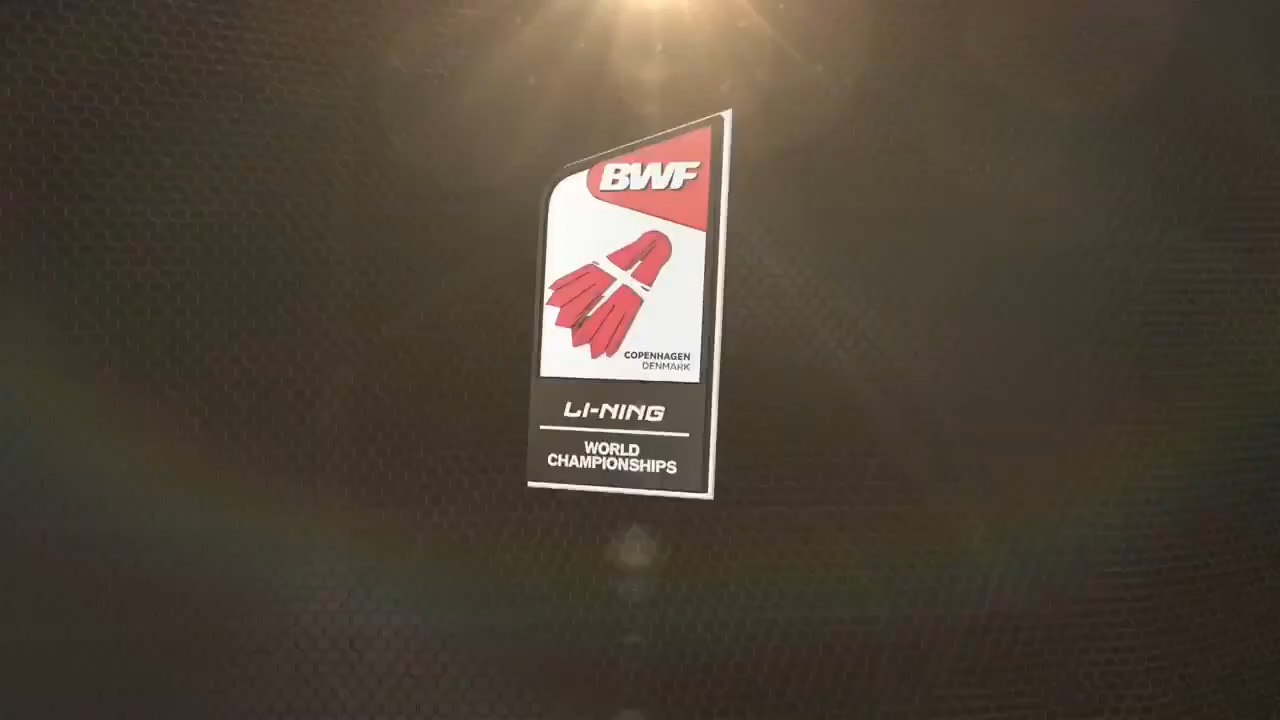 BWF
COPENHAGEN
DENMARK
LI-NING
WORLD
CHAMPIONSHIPS